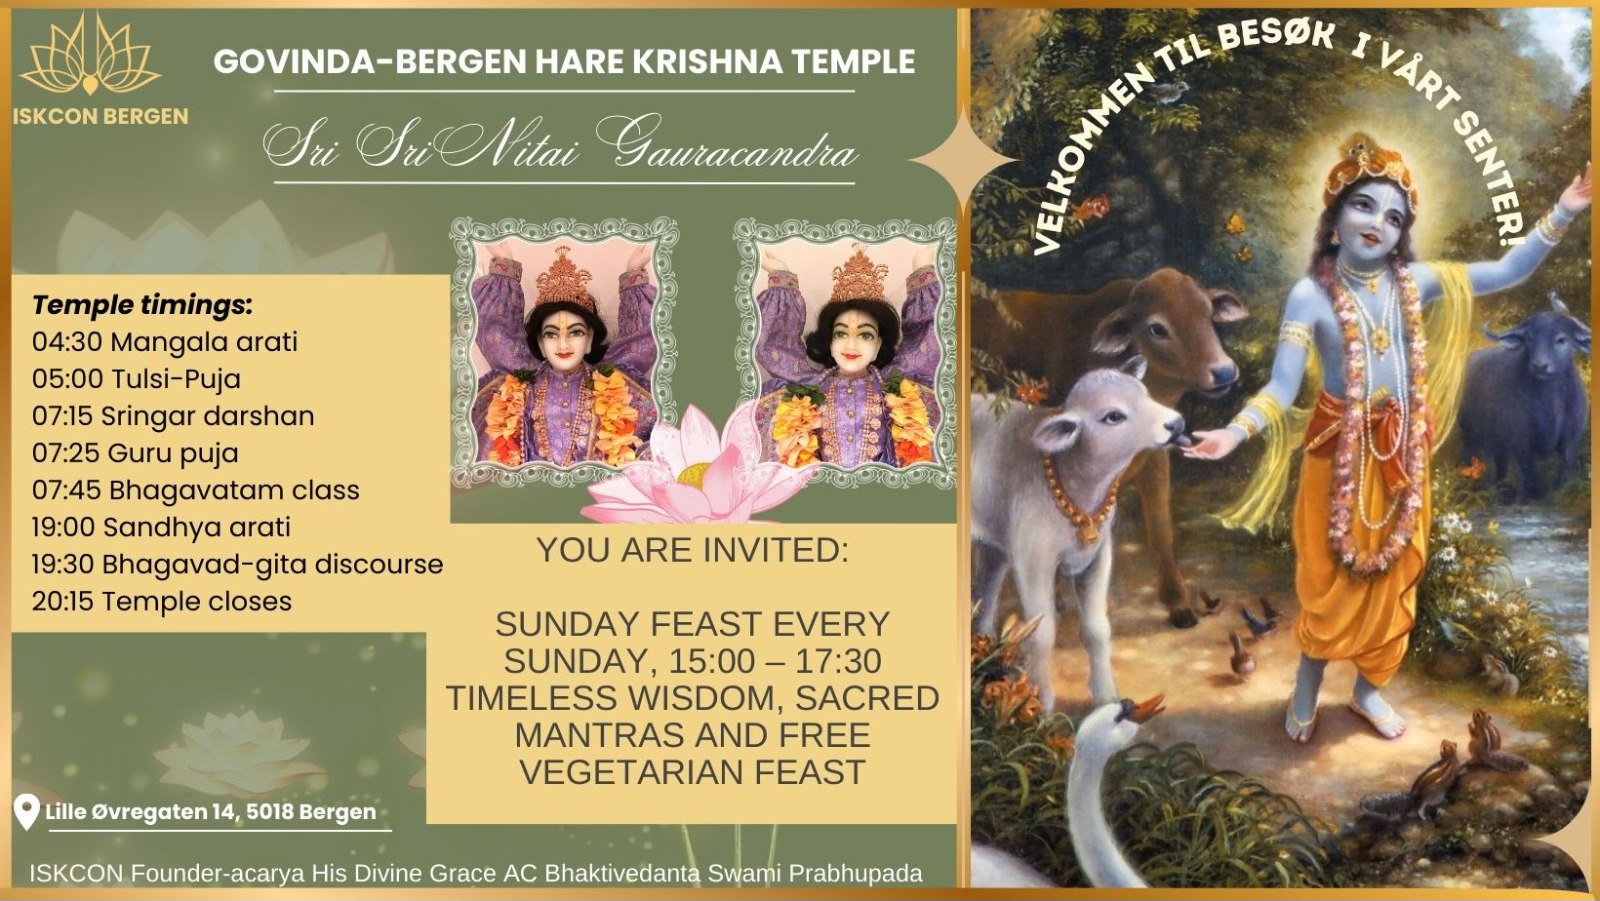 ISKCON BERGEN
GOVINDA-BERGEN HARE KRISHNA TEMPLE
Sri Sri Nitai Gauracandra
VELKOMMEN TIL BESØK I VÅRT SENTER!
Temple timings:
04:30 Mangala arati
05:00 Tulsi-Puja
07:15 Sringar darshan
07:25 Guru puja
07:45 Bhagavatam class
19:00 Sandhya arati
19:30 Bhagavad-gita discourse
20:15 Temple closes
YOU ARE INVITED:
SUNDAY FEAST EVERY
SUNDAY, 15:00 – 17:30
TIMELESS WISDOM, SACRED
MANTRAS AND FREE
VEGETARIAN FEAST
Lille Øvregaten 14, 5018 Bergen
ISKCON Founder-acarya His Divine Grace AC Bhaktivedanta Swami Prabhupada